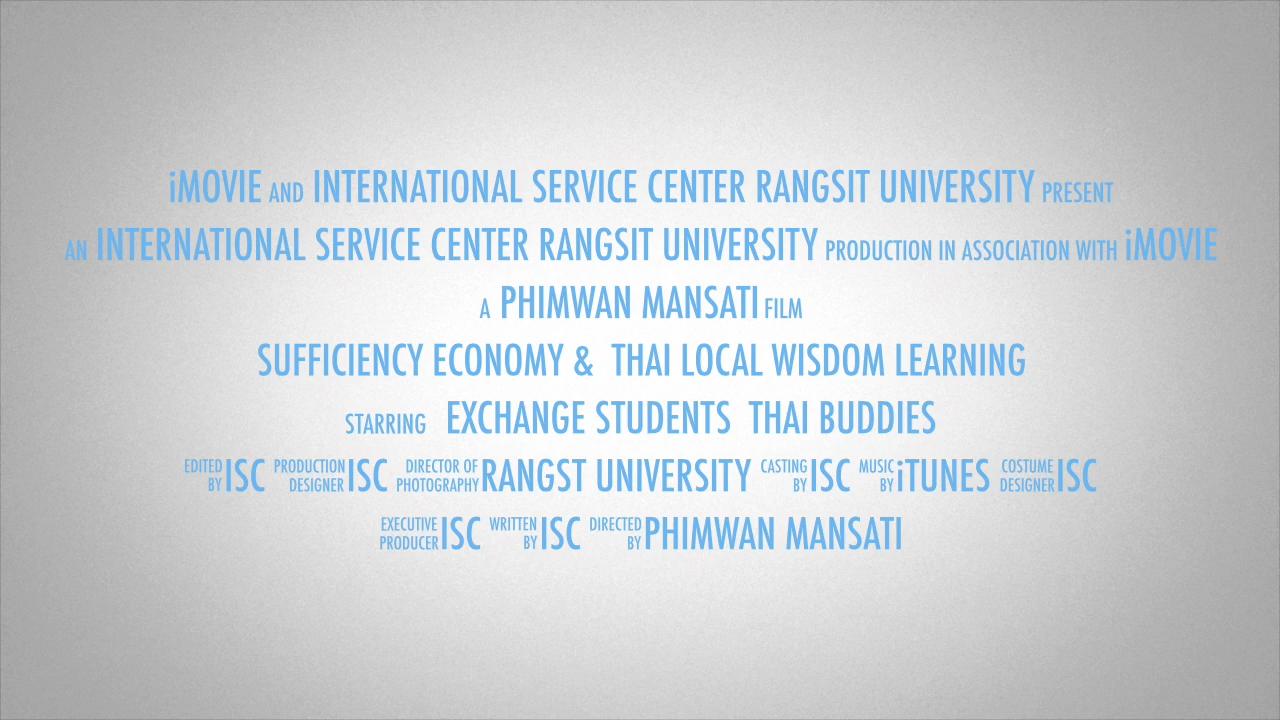 iMOVIE AND INTERNATIONAL SERVICE CENTER RANGSIT UNIVERSITY PRESENT
AN INTERNATIONAL SERVICE CENTER RANGSIT UNIVERSITY PRODUCTION IN ASSOCIATION WITH iMOVIE
A PHIMWAN MANSATI FILM
SUFFICIENCY ECONOMY & THAI LOCAL WISDOM LEARNING
STARRING EXCHANGE STUDENTS THAI BUDDIES
EDITED BY ISC PRODUCTION DESIGNER ISC DIRECTOR OF PHOTOGRAPHY RANGST UNIVERSITY CASTING BY ISC MUSIC BY iTUNES COSTUME DESIGNER ISC
EXECUTIVE PRODUCER ISC WRITTEN BY ISC DIRECTED BY PHIMWAN MANSATI